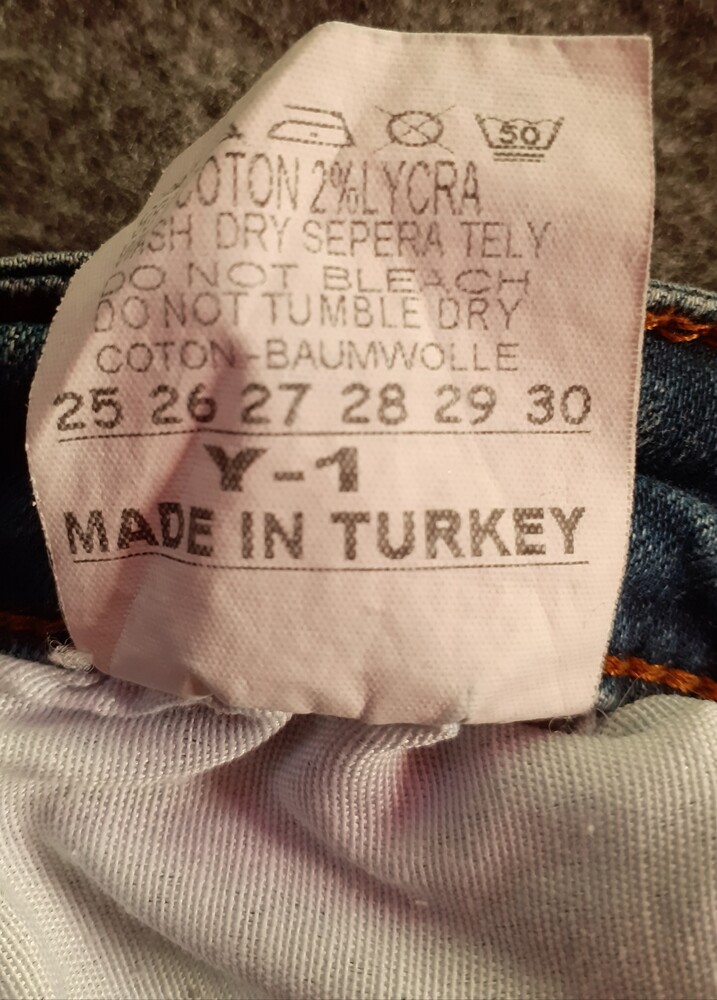 50
COTON 2%LYCRA
DRY SEPERA TELY
DO NOT BLEACH
DO NOT TUMBLE DRY
COTON-BAUMWOLLE
25 26 27 28 29 30
Y-1
MADE IN TURKEY